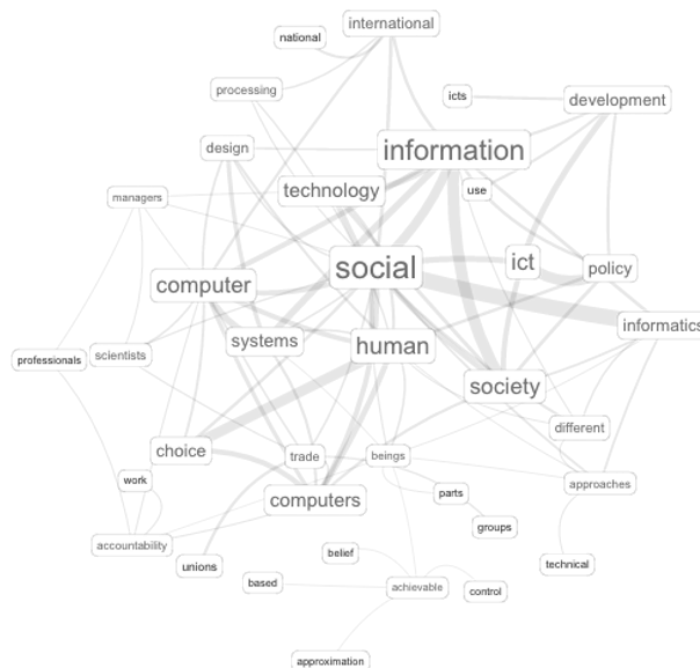 international
national
processing
icts
development
design
information
technology
use
managers
social
ict
policy
computer
informatics
systems
human
professionals
scientists
society
different
choice
trade
beings
work
approaches
computers
parts
groups
accountability
unions
belief
technical
based
achievable
control
approximation